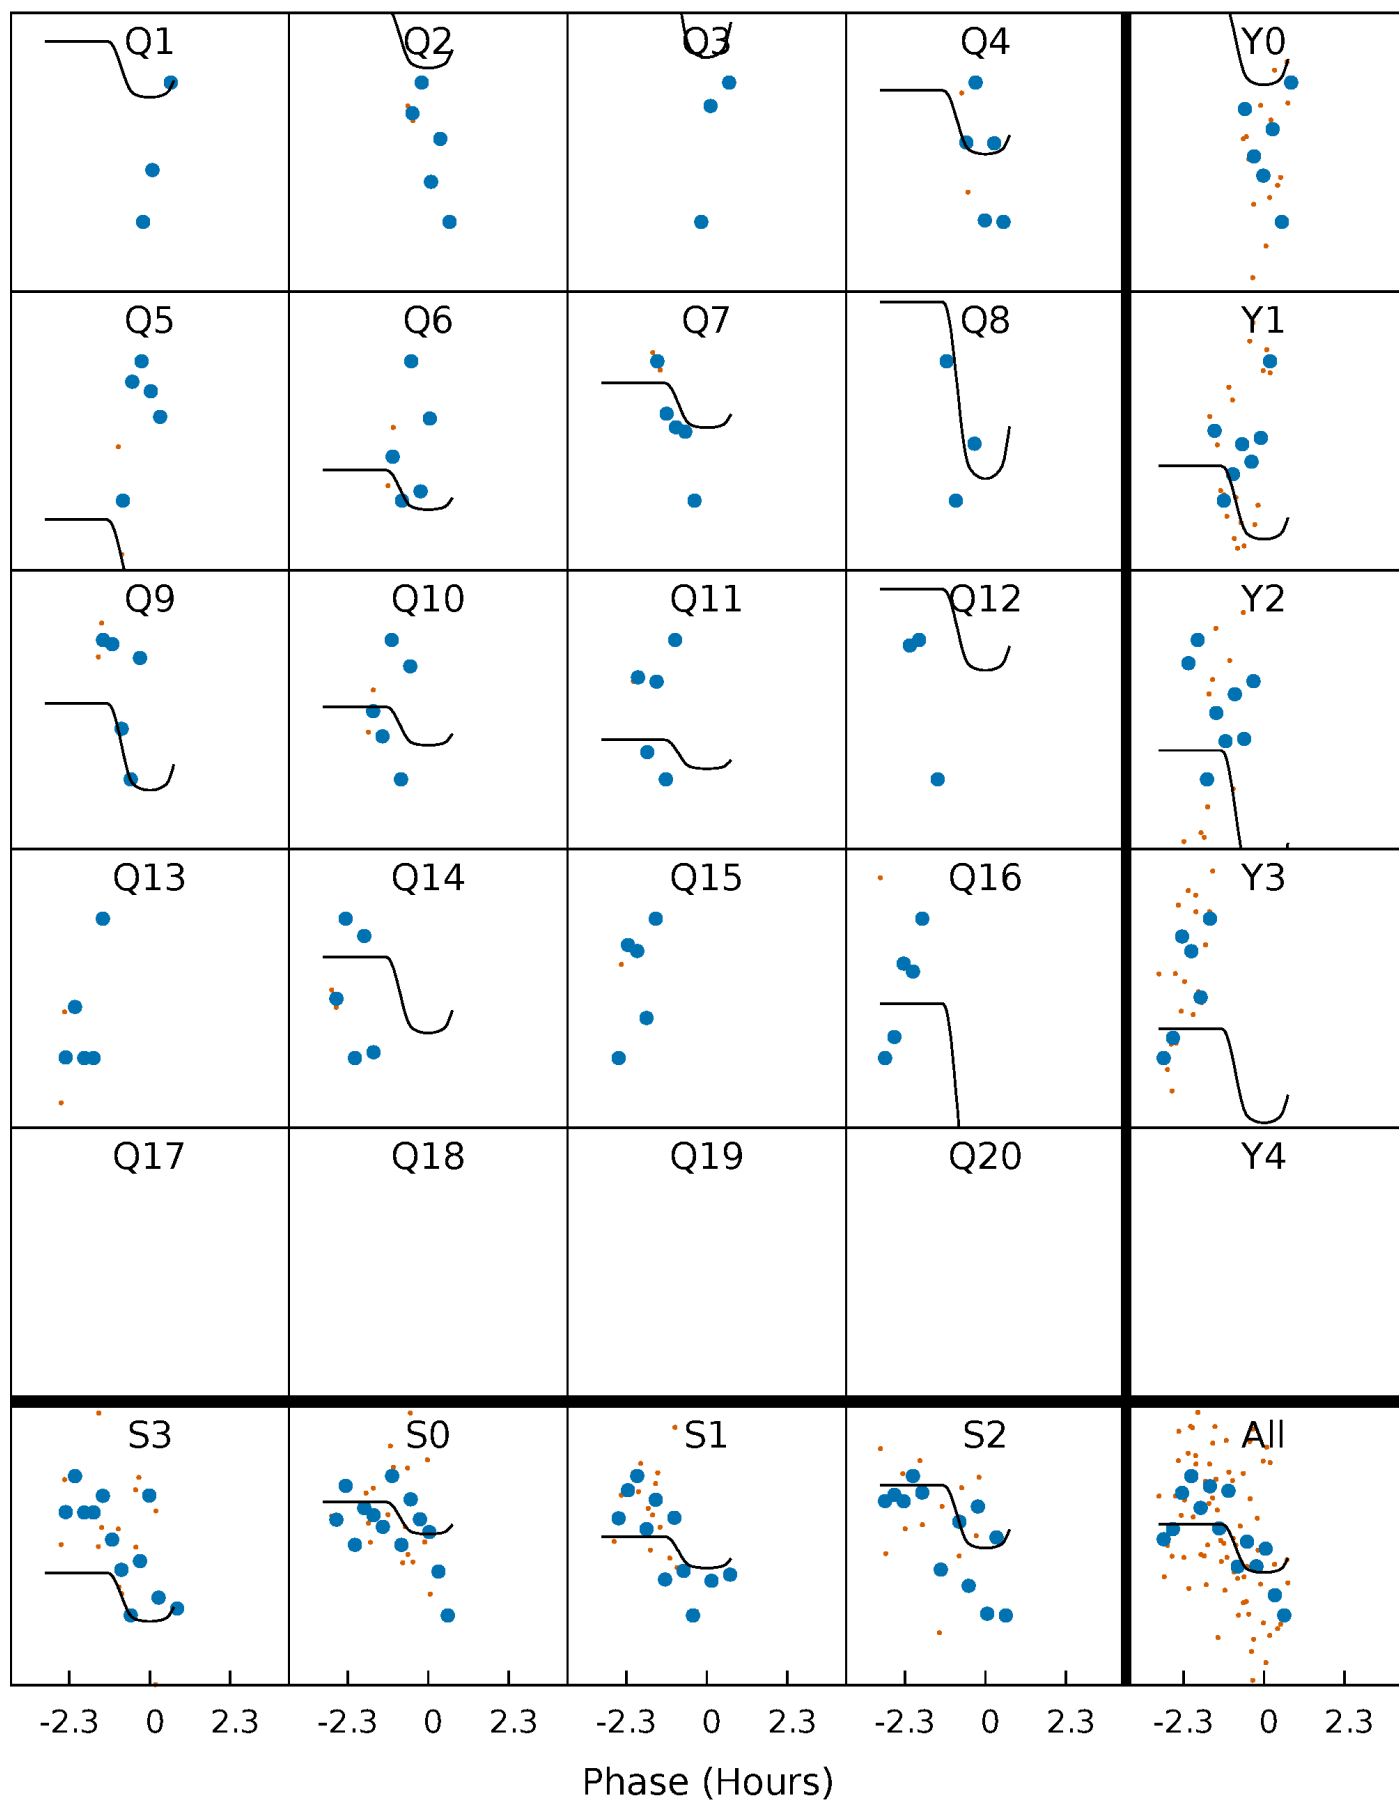 Q1 Q2 Q3 Q4 Y0
Q5 Q6 Q7 Q8 Y1
Q9 Q10 Q11 Q12 Y2
Q13 Q14 Q15 Q16 Y3
Q17 Q18 Q19 Q20 Y4
S3 S0 S1 S2 All
-2.3 0 2.3 -2.3 0 2.3 -2.3 0 2.3 -2.3 0 2.3 -2.3 0 2.3
Phase (Hours)